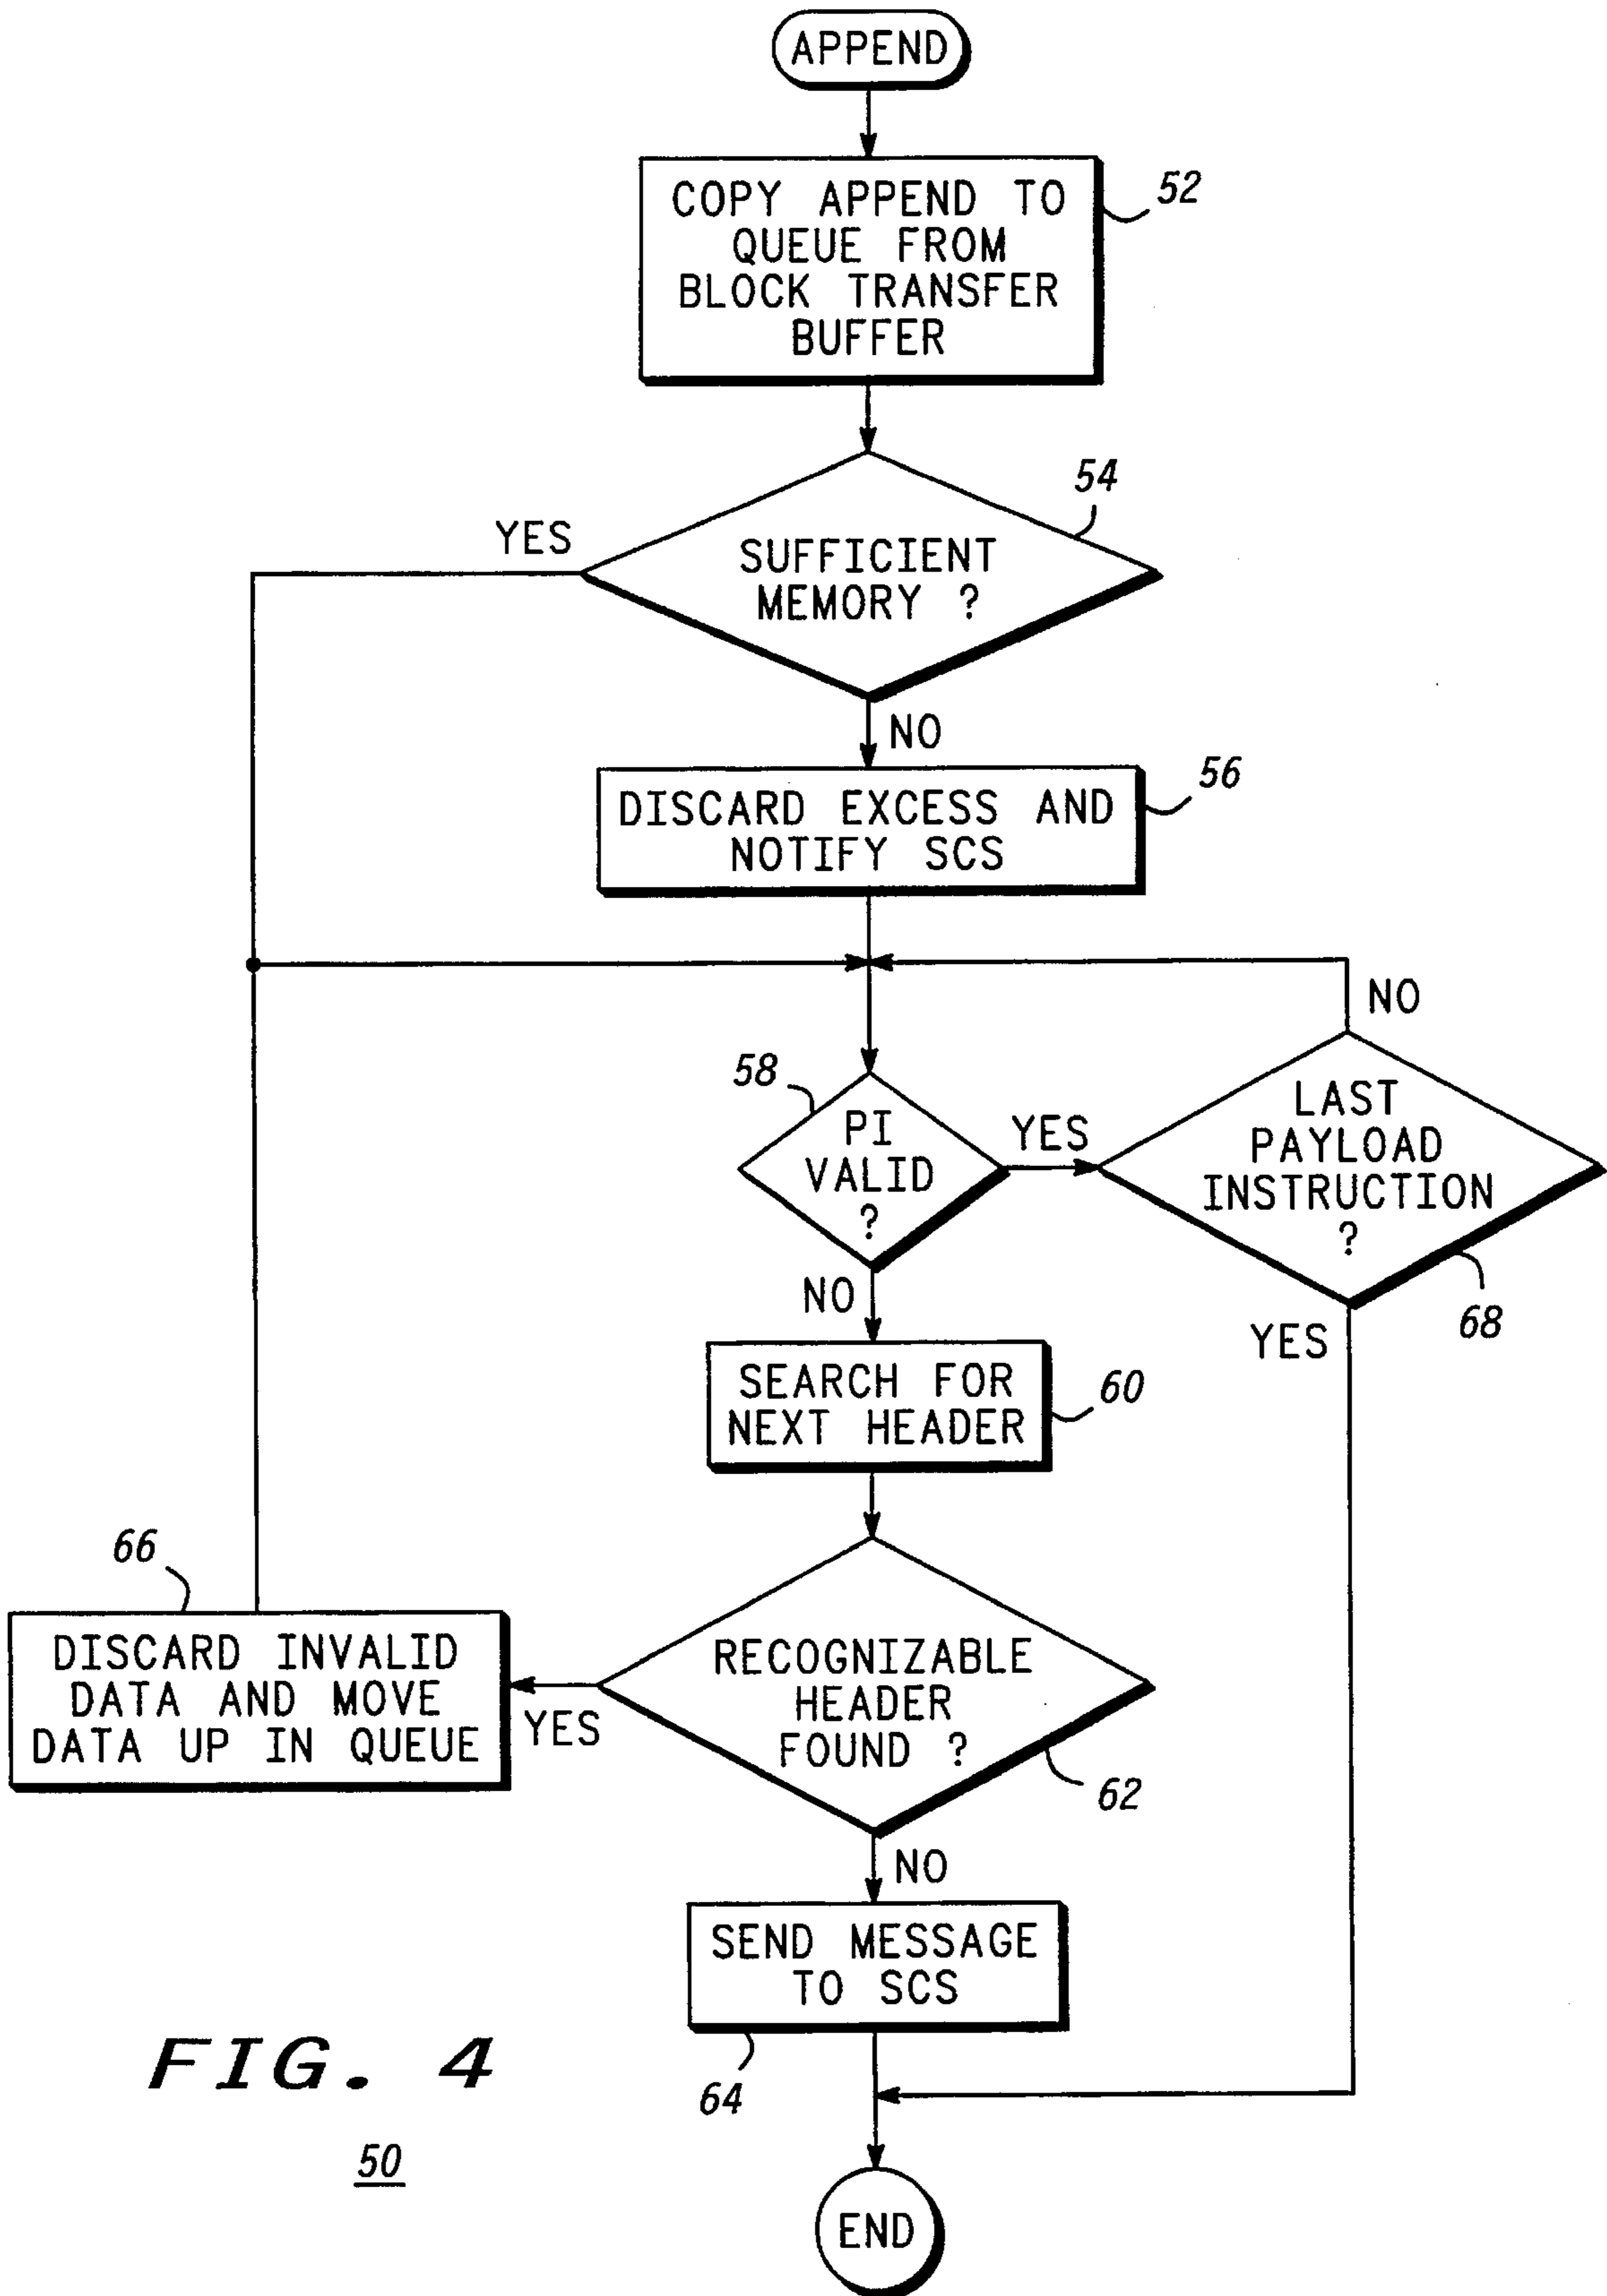 APPEND
COPY APPEND TO
QUEUE FROM
BLOCK TRANSFER
BUFFER
52
54
YES
SUFFICIENT
MEMORY ?
NO
56
DISCARD EXCESS AND
NOTIFY SCS
NO
58
PI
VALID
?
YES
LAST
PAYLOAD
INSTRUCTION
?
68
NO
YES
SEARCH FOR
NEXT HEADER
60
66
DISCARD INVALID
DATA AND MOVE
DATA UP IN QUEUE
YES
RECOGNIZABLE
HEADER
FOUND ?
62
NO
SEND MESSAGE
TO SCS
64
FIG. 4
50
END